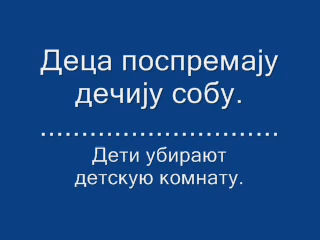 Деца поспремају
дечију собу.
.............................
Дети убирают
детскую комнату.